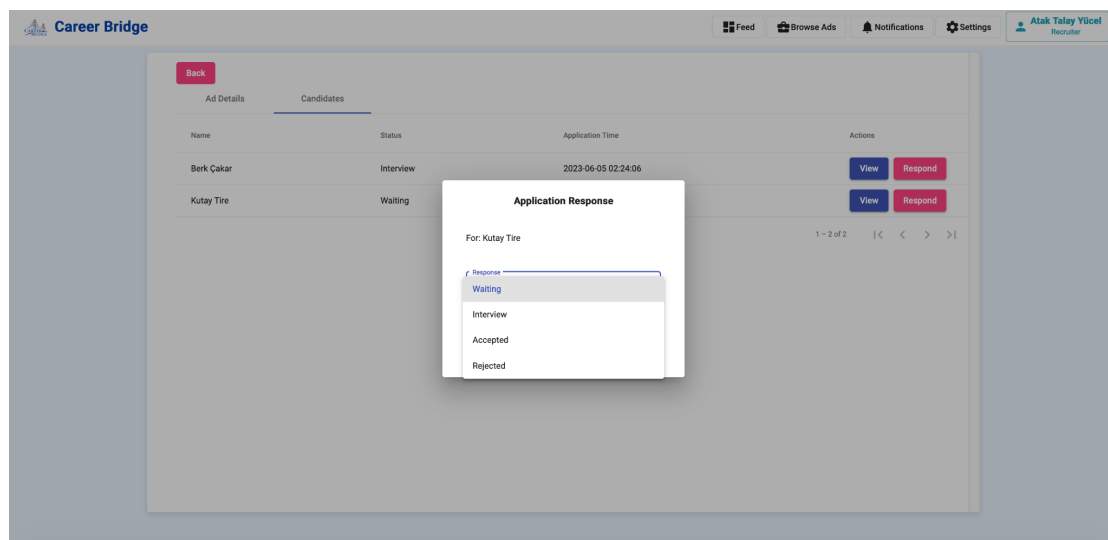 Career Bridge
Feed
Browse Ads
Notifications
Settings
Atak Talay Yücel
Recruiter
Back
Ad Details
Candidates
Name
Status
Application Time
Actions
Berk Çakar
Interview
2023-06-05 02:24:06
View
Respond
Kutay Tire
Waiting
View
Respond
1 – 2 of 2
Application Response
For: Kutay Tire
Response
Waiting
Interview
Accepted
Rejected